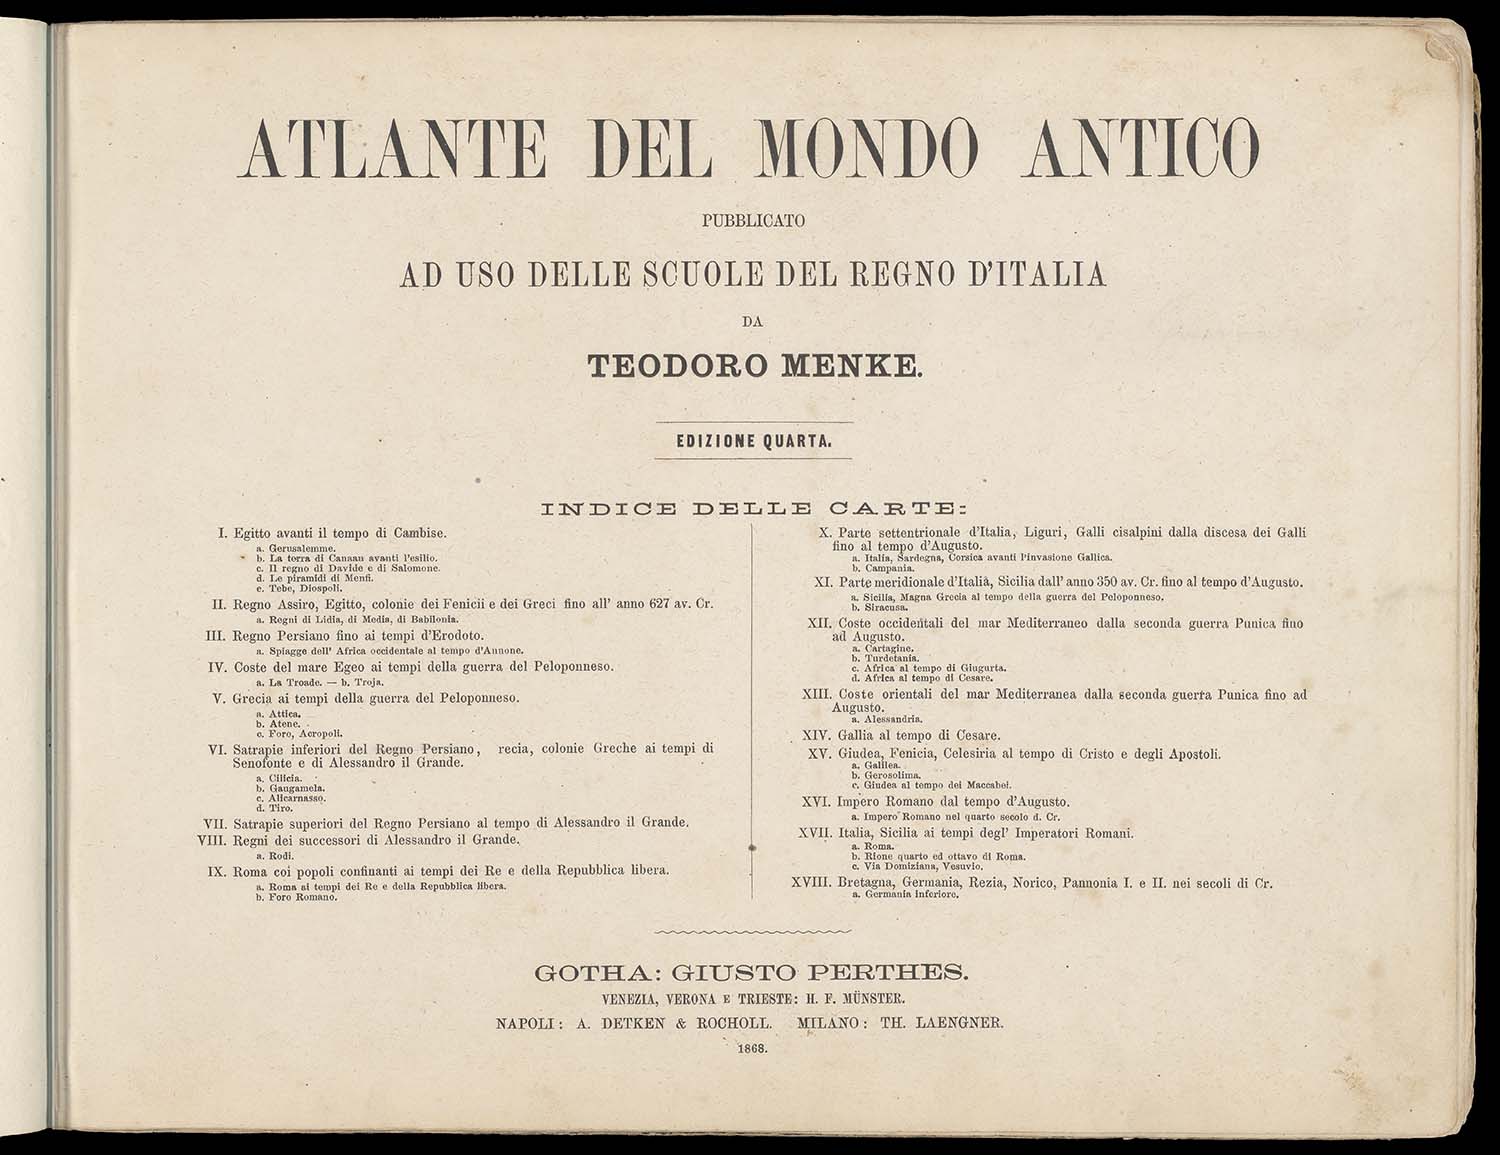 ATLANTE DEL MONDO ANTICO
PUBBLICATO
AD USO DELLE SCUOLE DEL REGNO D'ITALIA
DA
TEODORO MENKE.
EDIZIONE QUARTA.
INDICE DELLE CARTE:
I. Egitto avanti il tempo di Cambise.
a. Gerusalemme.
b. La terra di Canaan avanti l'esilio.
c. Il regno di Davide e di Salomone.
d. Le piramidi di Menfi.
e. Tebe, Diospoli.
II. Regno Assiro, Egitto, colonie dei Fenicii e dei Greci fino all' anno 627 av. Cr.
a. Regni di Lidia, di Media, di Babilonia.
III. Regno Persiano fino ai tempi d'Erodoto.
a. Spiagge dell' Africa occidentale al tempo d'Annone.
IV. Coste del mare Egeo ai tempi della guerra del Peloponneso.
a. La Troade. — b. Troja.
V. Grecia ai tempi della guerra del Peloponneso.
a. Attica.
b. Atene.
c. Foro, Acropoli.
VI. Satrapie inferiori del Regno Persiano, recia, colonie Greche ai tempi di
Senofonte e di Alessandro il Grande.
a. Cilicia.
b. Gaugamela.
c. Alicarnasso.
d. Tiro.
VII. Satrapie superiori del Regno Persiano al tempo di Alessandro il Grande.
VIII. Regni dei successori di Alessandro il Grande.
a. Rodi.
IX. Roma coi popoli confinanti ai tempi dei Re e della Repubblica libera.
a. Roma ai tempi dei Re e della Repubblica libera.
b. Foro Romano.
X. Parte settentrionale d'Italia, Liguri, Galli cisalpini dalla discesa dei Galli
fino al tempo d'Augusto.
a. Italia, Sardegna, Corsica avanti l'invasione Gallica.
b. Campania.
XI. Parte meridionale d'Italia, Sicilia dall' anno 350 av. Cr. fino al tempo d'Augusto.
a. Sicilia, Magna Grecia al tempo della guerra del Peloponneso.
b. Siracusa.
XII. Coste occidentali del mar Mediterraneo dalla seconda guerra Punica fino
ad Augusto.
a. Cartagine.
b. Turdetania.
c. Africa al tempo di Giugurta.
d. Africa al tempo di Cesare.
XIII. Coste orientali del mar Mediterranea dalla seconda guerra Punica fino ad
Augusto.
a. Alessandria.
XIV. Gallia al tempo di Cesare.
XV. Giudea, Fenicia, Celesiria al tempo di Cristo e degli Apostoli.
a. Galilea.
b. Gerosolima.
c. Giudea al tempo dei Maccabei.
XVI. Impero Romano dal tempo d'Augusto.
a. Impero Romano nel quarto secolo d. Cr.
XVII. Italia, Sicilia ai tempi degl' Imperatori Romani.
a. Roma.
b. Rione quarto ed ottavo di Roma.
c. Via Domiziana, Vesuvio.
XVIII. Bretagna, Germania, Rezia, Norico, Pannonia I. e II. nei secoli di Cr.
a. Germania inferiore.
GOTHA: GIUSTO PERTHES.
VENEZIA, VERONA E TRIESTE: H. F. MÜNSTER.
NAPOLI: A. DETKEN & ROCHOLL. MILANO: TH. LAENGNER.
1868.